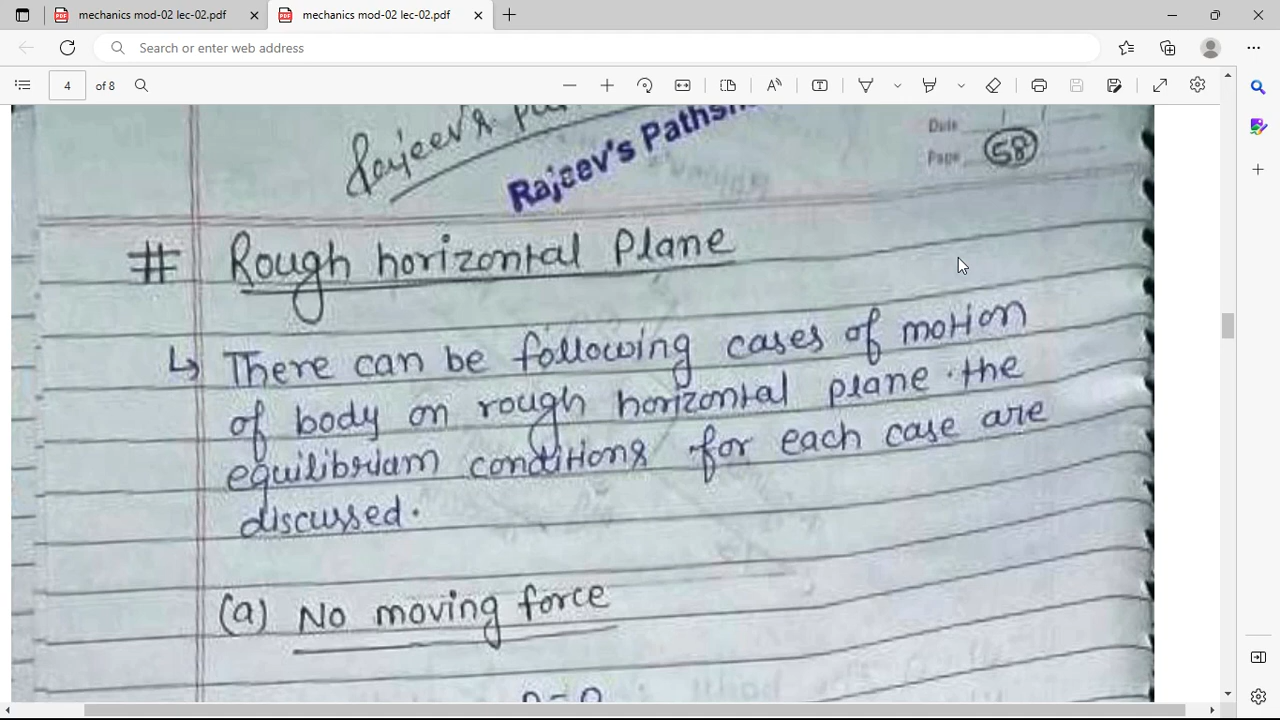 mechanics mod-02 lec-02.pdf
mechanics mod-02 lec-02.pdf
Search or enter web address
4 of 8
Rajeev's
Date
Page 58
# Rough horizontal Plane
↳ There can be following cases of motion
of body on rough horizontal plane. the
equilibrium conditions for each case are
discussed.
(a) No moving force